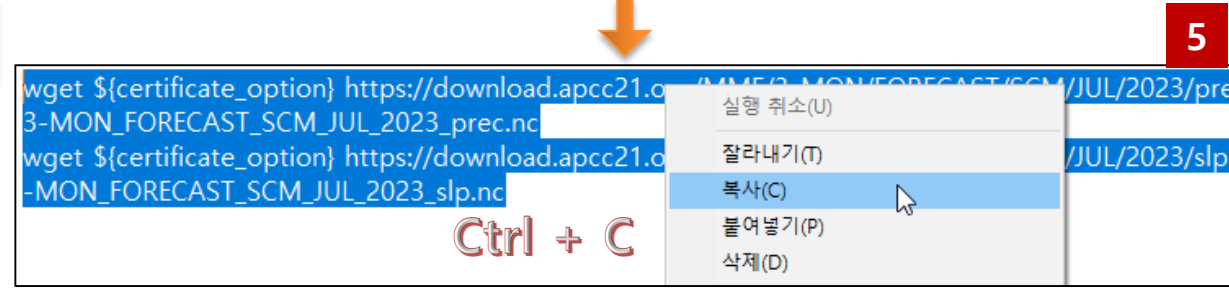 5
wget ${certificate_option} https://download.apcc21.o /JUL/2023/pre
3-MON_FORECAST_SCM_JUL_2023_prec.nc
wget ${certificate_option} https://download.apcc21.o /JUL/2023/slp
-MON_FORECAST_SCM_JUL_2023_slp.nc
Ctrl + C
실행 취소(U)
잘라내기(T)
복사(C)
붙여넣기(P)
삭제(D)